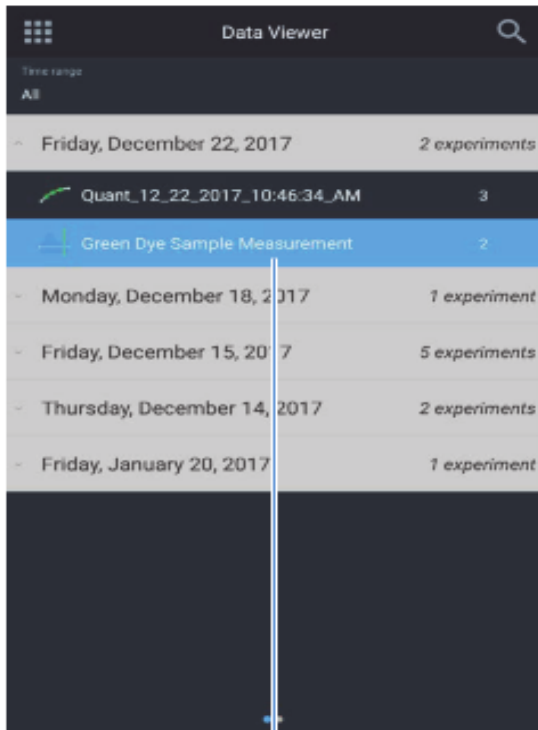 Data Viewer
Time range
All
Friday, December 22, 2017 2 experiments
Quant_12_22_2017_10:46:34_AM 3
Green Dye Sample Measurement 2
Monday, December 18, 2017 1 experiment
Friday, December 15, 2017 5 experiments
Thursday, December 14, 2017 2 experiments
Friday, January 20, 2017 1 experiment